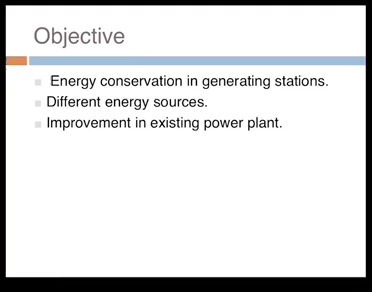 Objective
Energy conservation in generating stations.
Different energy sources.
Improvement in existing power plant.